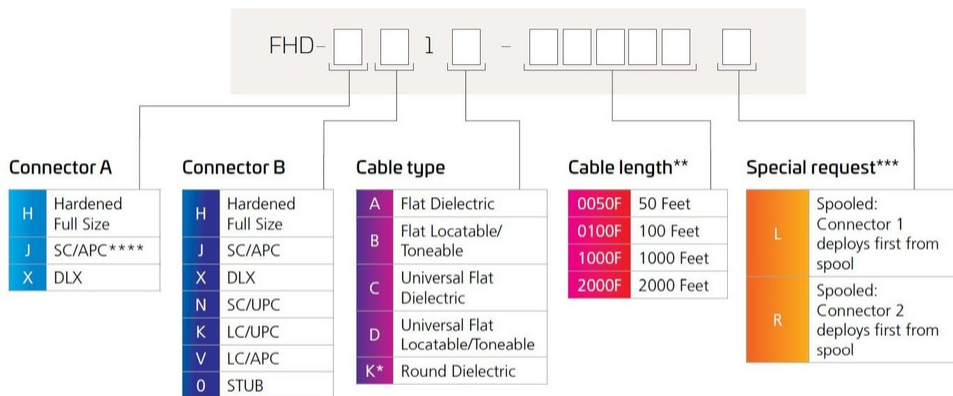 FHD- 1 -
Connector A
H Hardened
Full Size
J SC/APC****
X DLX
Connector B
H Hardened
Full Size
J SC/APC
X DLX
N SC/UPC
K LC/UPC
V LC/APC
0 STUB
Cable type
A Flat Dielectric
B Flat Locatable/
Toneable
C Universal Flat
Dielectric
D Universal Flat
Locatable/Toneable
K* Round Dielectric
Cable length**
0050F 50 Feet
0100F 100 Feet
1000F 1000 Feet
2000F 2000 Feet
Special request***
L Spooled:
Connector 1
deploys first from
spool
R Spooled:
Connector 2
deploys first from
spool